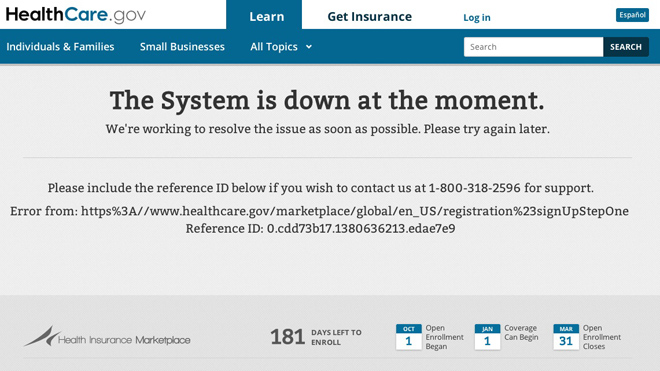 HealthCare.gov
Learn
Get Insurance
Log in
Español
Individuals & Families
Small Businesses
All Topics
Search
SEARCH
The System is down at the moment.
We're working to resolve the issue as soon as possible. Please try again later.
Please include the reference ID below if you wish to contact us at 1-800-318-2596 for support.
Error from: https%3A//www.healthcare.gov/marketplace/global/en_US/registration%23signUpStepOne
Reference ID: 0.cdd73b17.1380636213.edae7e9
Health Insurance Marketplace
181
DAYS LEFT TO
ENROLL
OCT
1
Open
Enrollment
Began
JAN
1
Coverage
Can Begin
MAR
31
Open
Enrollment
Closes